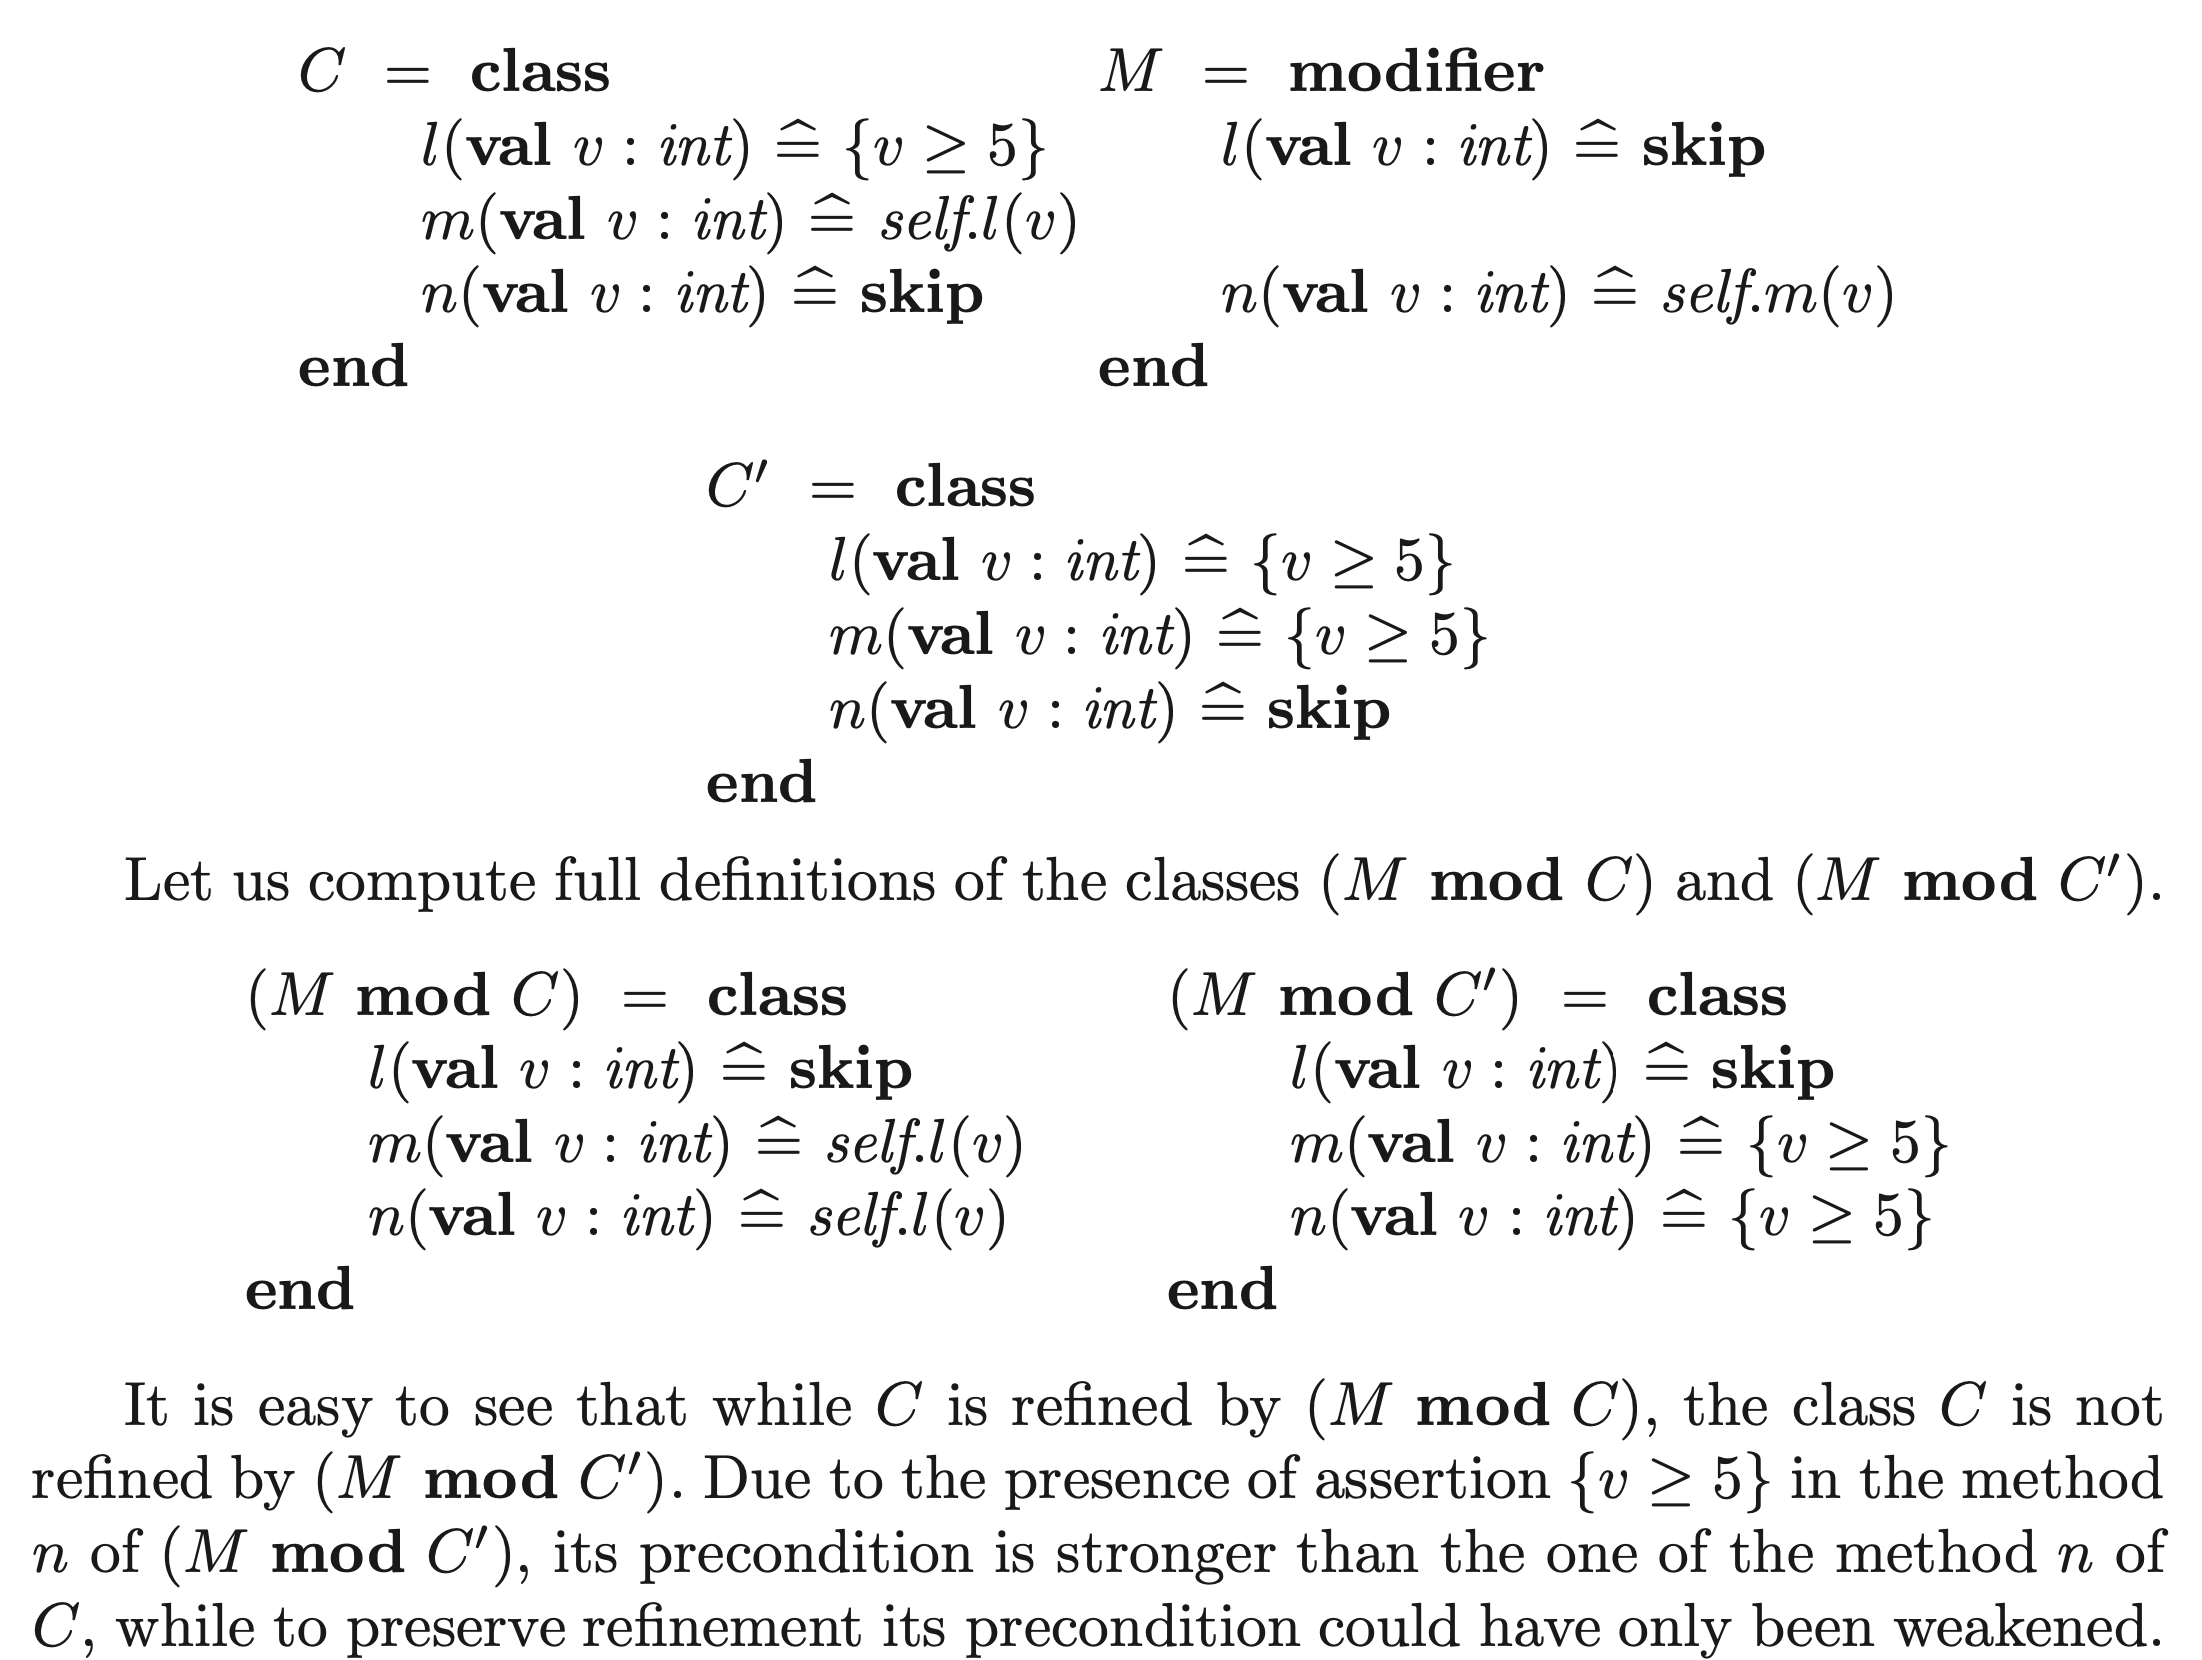 C = class M = modifier
l(val v : int) ≙ {v ≥ 5} l(val v : int) ≙ skip
m(val v : int) ≙ self.l(v)
n(val v : int) ≙ skip n(val v : int) ≙ self.m(v)
end end
C′ = class
l(val v : int) ≙ {v ≥ 5}
m(val v : int) ≙ {v ≥ 5}
n(val v : int) ≙ skip
end
Let us compute full definitions of the classes (M mod C) and (M mod C′).
(M mod C) = class (M mod C′) = class
l(val v : int) ≙ skip l(val v : int) ≙ skip
m(val v : int) ≙ self.l(v) m(val v : int) ≙ {v ≥ 5}
n(val v : int) ≙ self.l(v) n(val v : int) ≙ {v ≥ 5}
end end
It is easy to see that while C is refined by (M mod C), the class C is not
refined by (M mod C′). Due to the presence of assertion {v ≥ 5} in the method
n of (M mod C′), its precondition is stronger than the one of the method n of
C, while to preserve refinement its precondition could have only been weakened.